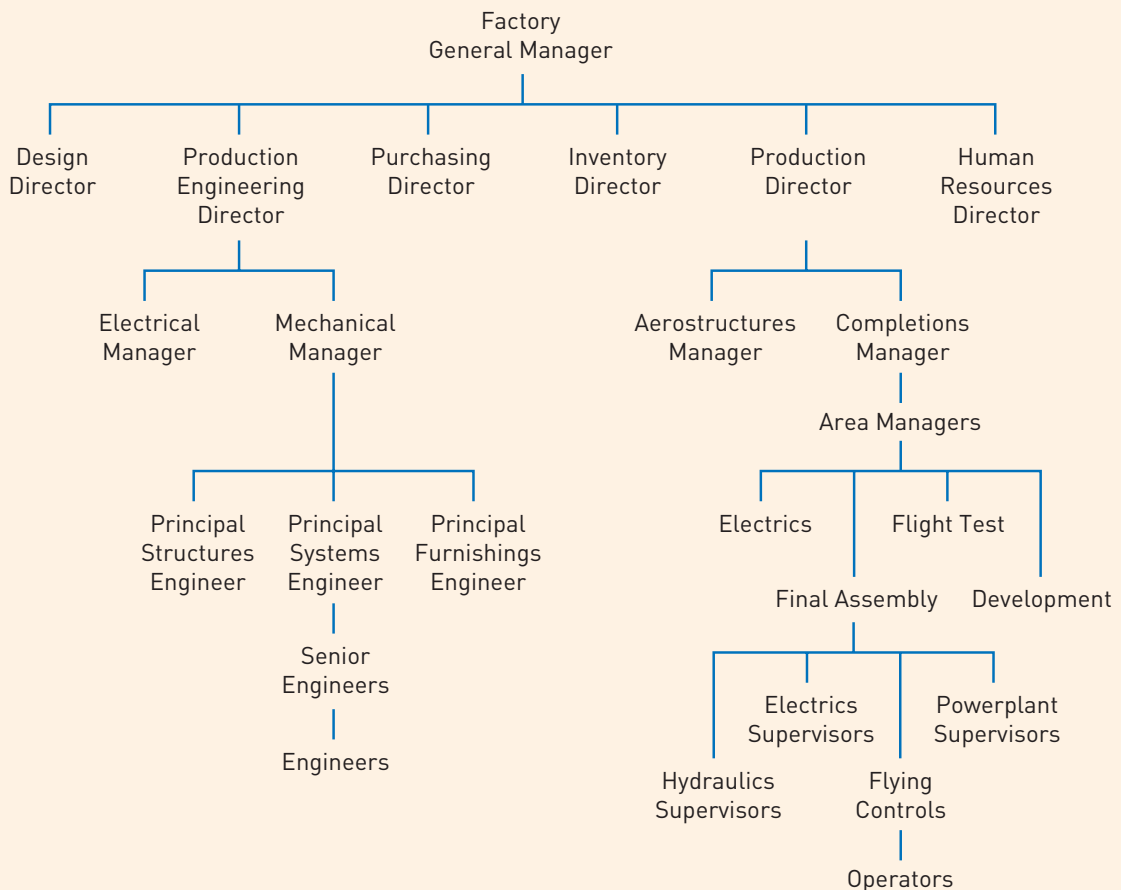 Factory
General Manager
Design
Director
Production
Engineering
Director
Purchasing
Director
Inventory
Director
Production
Director
Human
Resources
Director
Electrical
Manager
Mechanical
Manager
Aerostructures
Manager
Completions
Manager
Area Managers
Principal
Structures
Engineer
Principal
Systems
Engineer
Principal
Furnishings
Engineer
Electrics
Flight Test
Final Assembly
Development
Senior
Engineers
Engineers
Electrics
Supervisors
Powerplant
Supervisors
Hydraulics
Supervisors
Flying
Controls
Operators